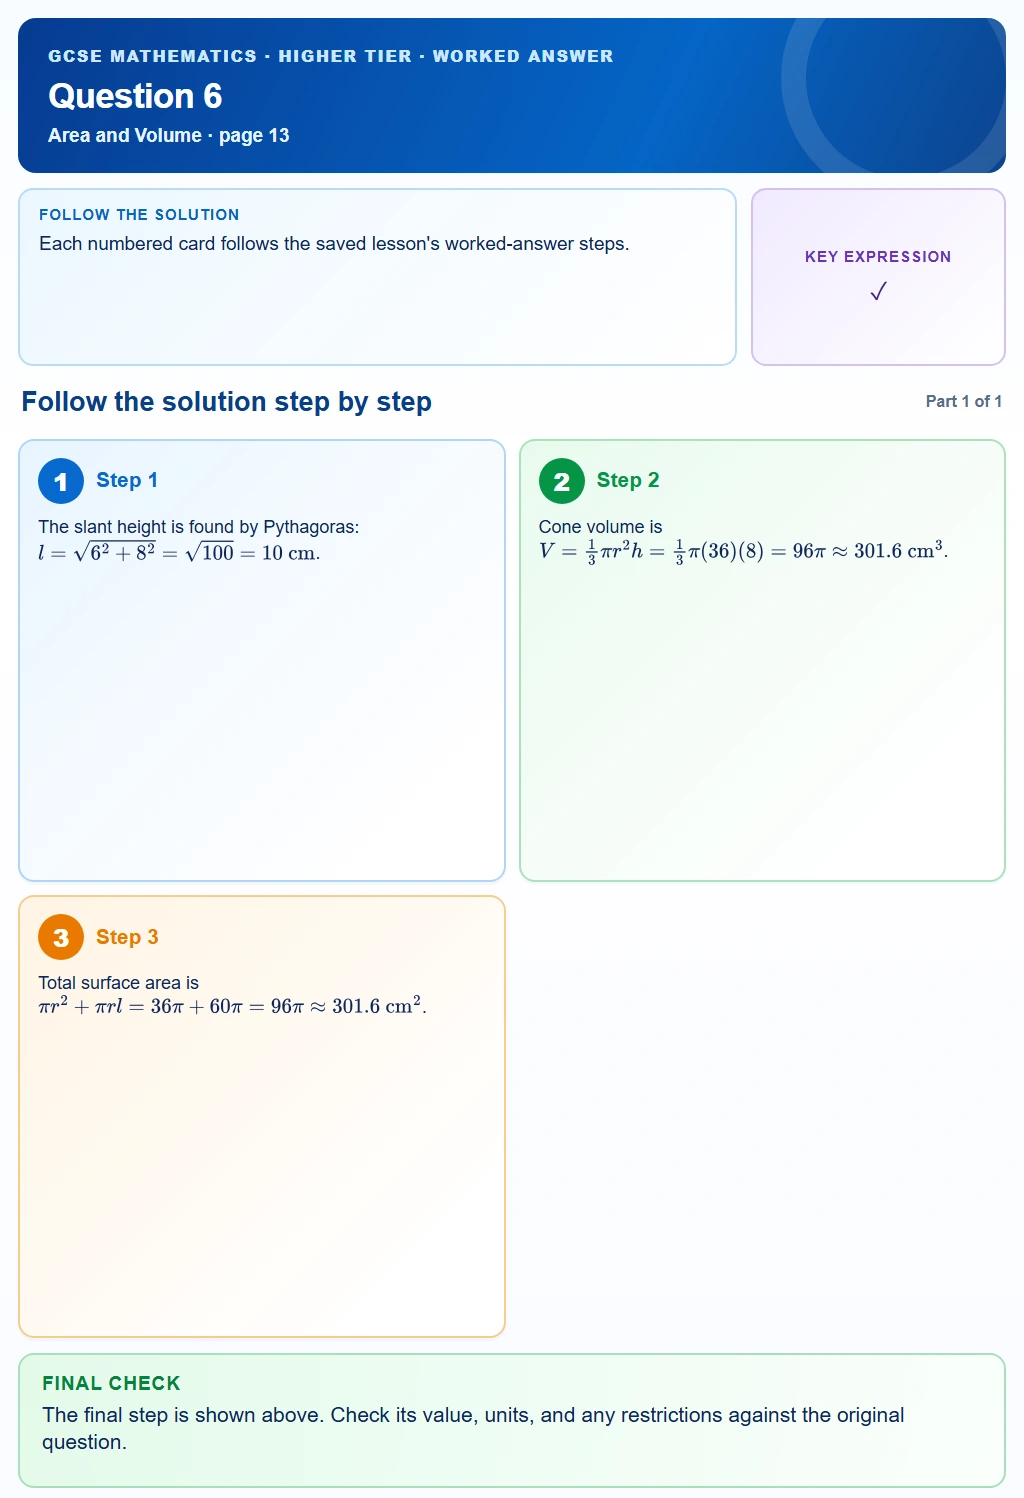 GCSE MATHEMATICS · HIGHER TIER · WORKED ANSWER
Question 6
Area and Volume · page 13
FOLLOW THE SOLUTION
Each numbered card follows the saved lesson's worked-answer steps.
KEY EXPRESSION
✓
Follow the solution step by step
Part 1 of 1
1 Step 1
The slant height is found by Pythagoras:
l = √(6² + 8²) = √100 = 10 cm.
2 Step 2
Cone volume is
V = 1/3 πr²h = 1/3 π(36)(8) = 96π ≈ 301.6 cm³.
3 Step 3
Total surface area is
πr² + πrl = 36π + 60π = 96π ≈ 301.6 cm².
FINAL CHECK
The final step is shown above. Check its value, units, and any restrictions against the original
question.